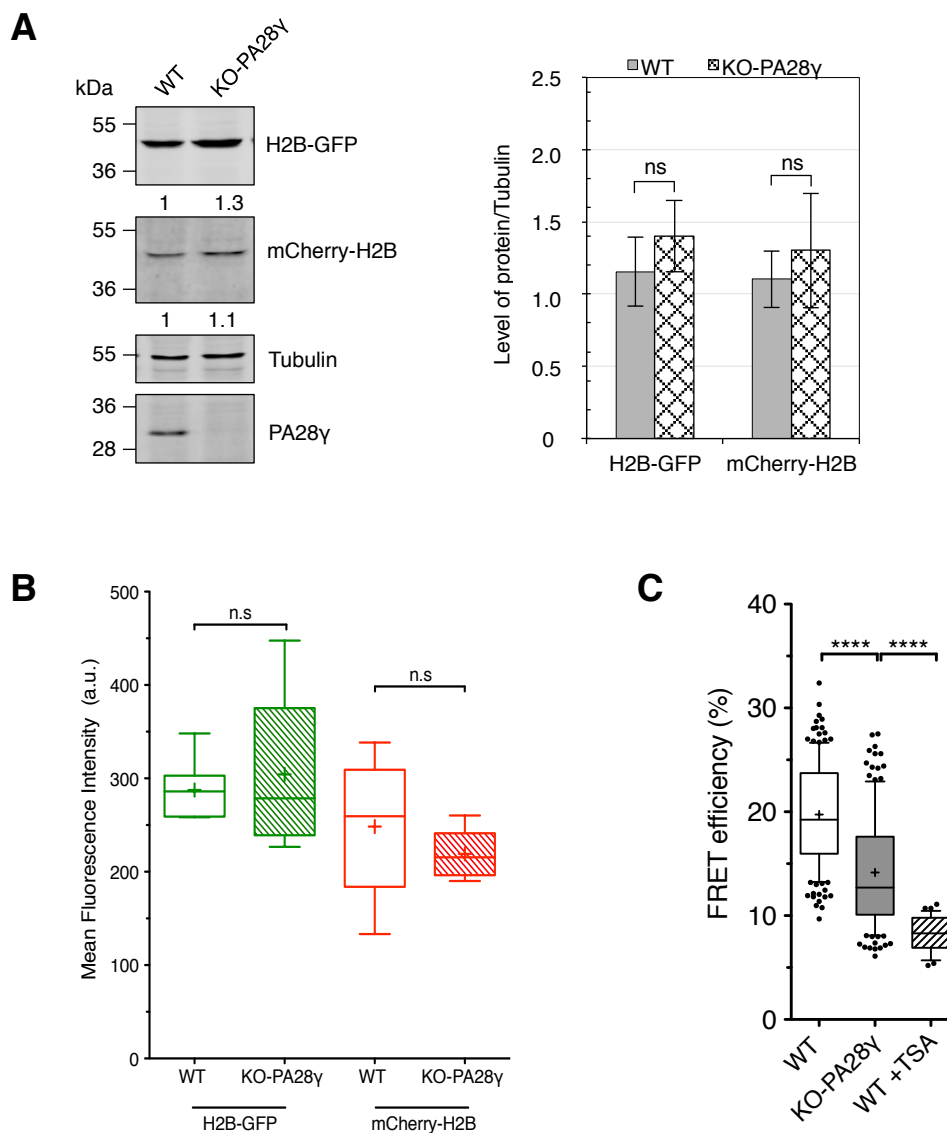 A
WT
KO-PA28γ
kDa
55
36
H2B-GFP
1 1.3
55
36
mCherry-H2B
1 1.1
55
Tubulin
36
28
PA28γ
WT KO-PA28γ
Level of protein/Tubulin
2.5
2.0
1.5
1.0
0.5
0
ns ns
H2B-GFP mCherry-H2B
B
Mean Fluorescence Intensity (a.u.)
500
400
300
200
100
0
n.s
n.s
WT KO-PA28γ WT KO-PA28γ
H2B-GFP mCherry-H2B
C
FRET efficiency (%)
40
30
20
10
0
**** ****
WT
KO-PA28γ
WT +TSA